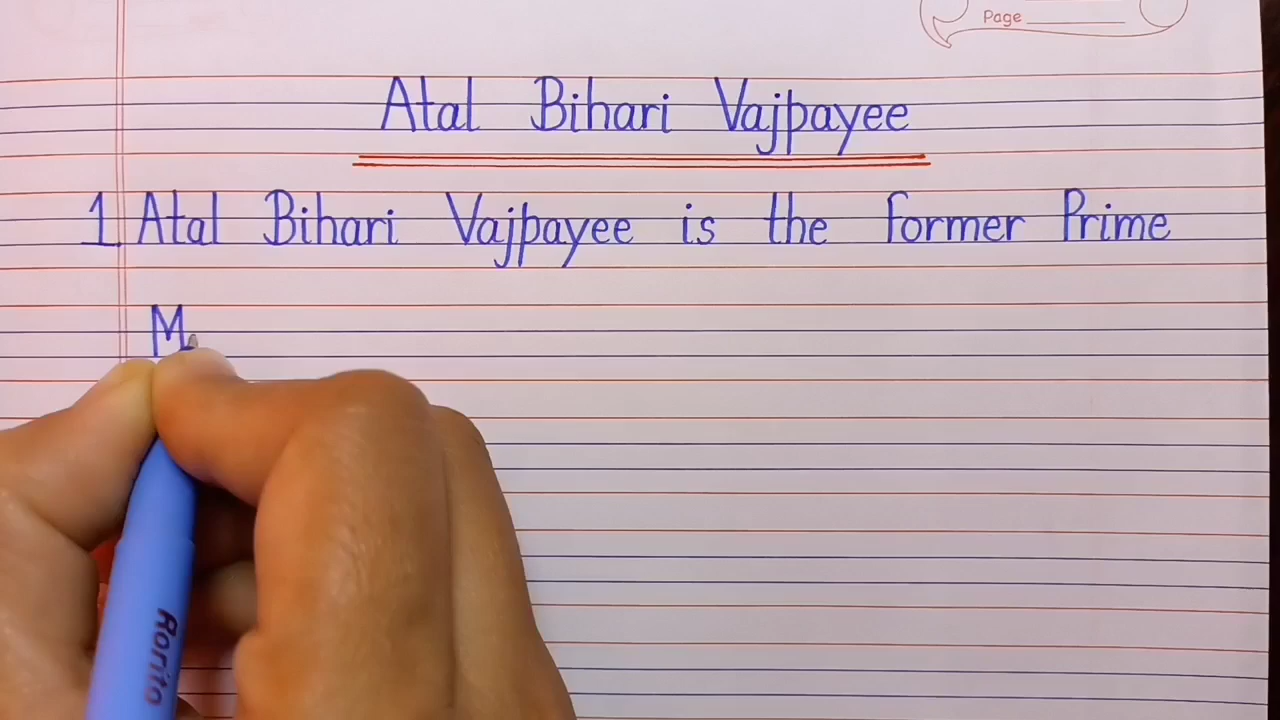 Page
Atal Bihari Vajpayee
1. Atal Bihari Vajpayee is the former Prime
M
Rorito